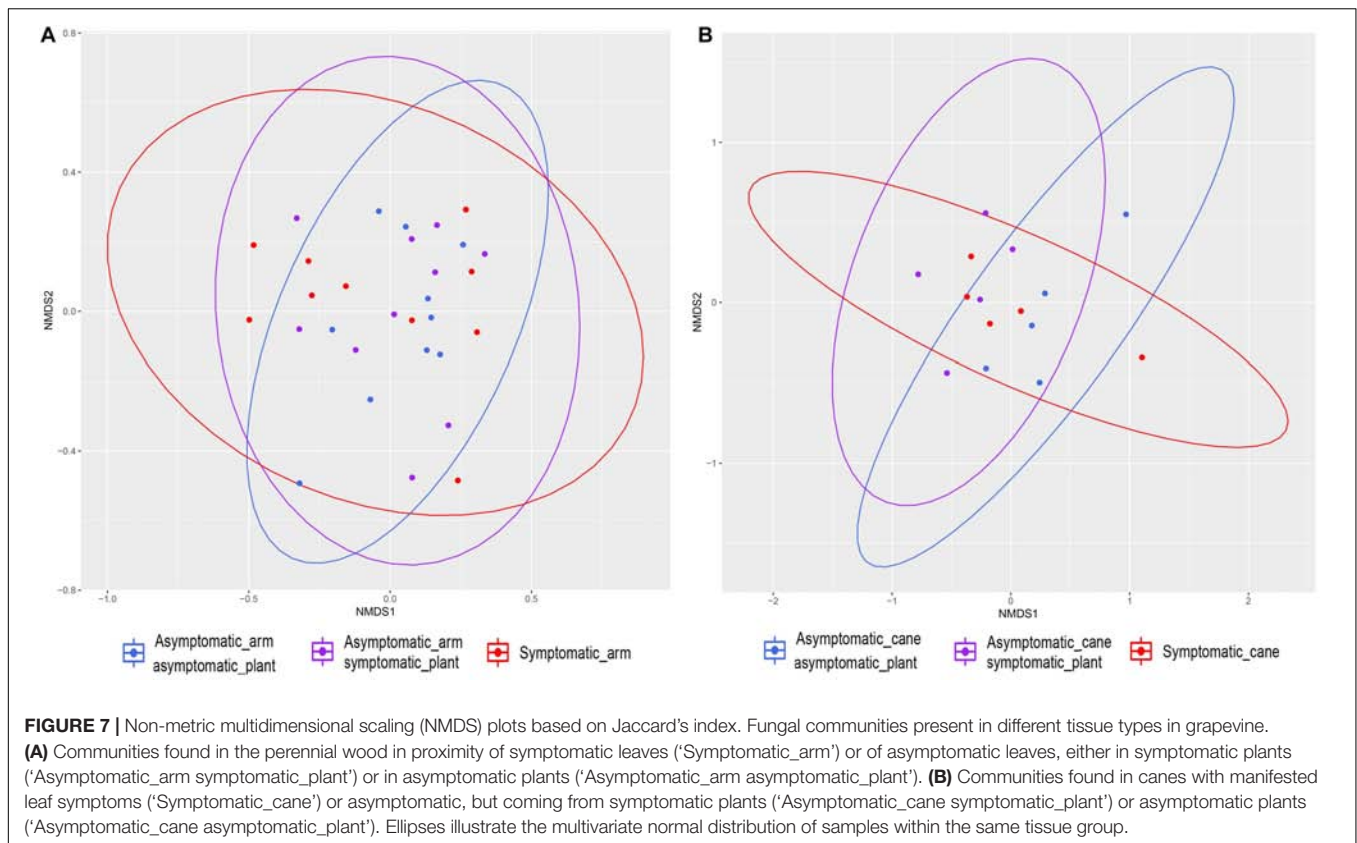 A
0.8
0.4
0.0
−0.4
−0.8
NMDS2
−1.0
−0.5
0.0
0.5
NMDS1
Asymptomatic_arm
asymptomatic_plant
Asymptomatic_arm
symptomatic_plant
Symptomatic_arm
B
1
0
−1
NMDS2
−2
−1
0
1
2
NMDS1
Asymptomatic_cane
asymptomatic_plant
Asymptomatic_cane
symptomatic_plant
Symptomatic_cane
FIGURE 7 | Non-metric multidimensional scaling (NMDS) plots based on Jaccard's index. Fungal communities present in different tissue types in grapevine.
(A) Communities found in the perennial wood in proximity of symptomatic leaves ('Symptomatic_arm') or of asymptomatic leaves, either in symptomatic plants
('Asymptomatic_arm symptomatic_plant') or in asymptomatic plants ('Asymptomatic_arm asymptomatic_plant'). (B) Communities found in canes with manifested
leaf symptoms ('Symptomatic_cane') or asymptomatic, but coming from symptomatic plants ('Asymptomatic_cane symptomatic_plant') or asymptomatic plants
('Asymptomatic_cane asymptomatic_plant'). Ellipses illustrate the multivariate normal distribution of samples within the same tissue group.